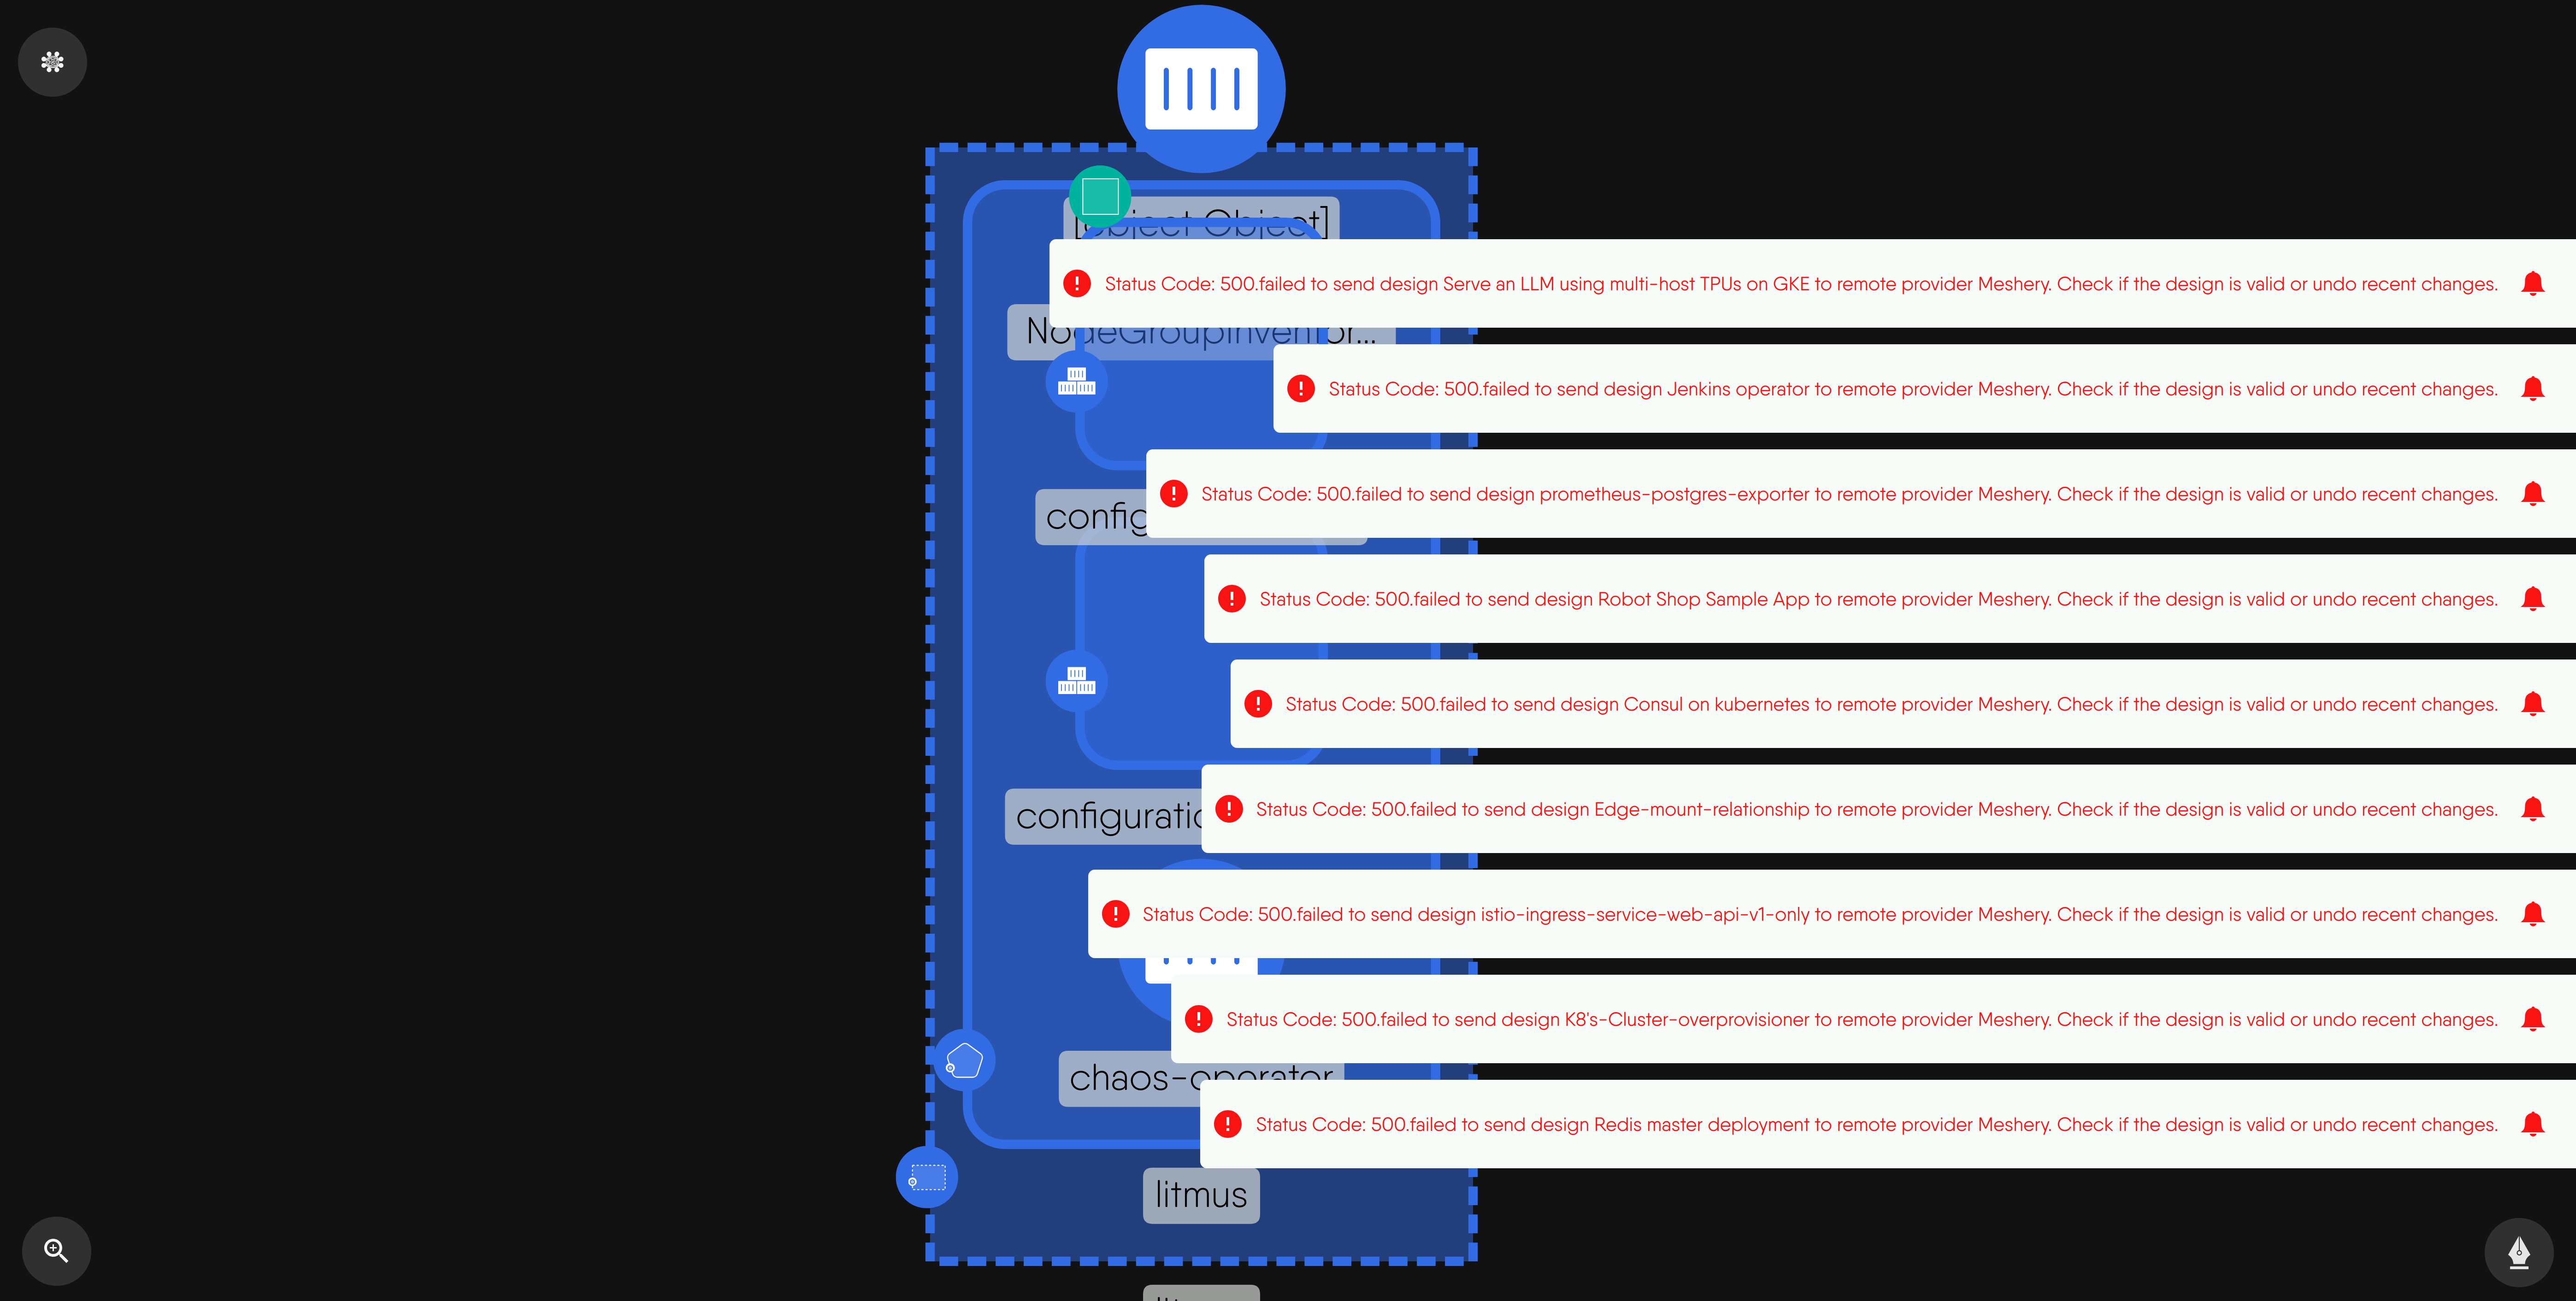 [object Object]
Status Code: 500.failed to send design Serve an LLM using multi-host TPUs on GKE to remote provider Meshery. Check if the design is valid or undo recent changes.
NodeGroupInventor...
Status Code: 500.failed to send design Jenkins operator to remote provider Meshery. Check if the design is valid or undo recent changes.
Status Code: 500.failed to send design prometheus-postgres-exporter to remote provider Meshery. Check if the design is valid or undo recent changes.
config
Status Code: 500.failed to send design Robot Shop Sample App to remote provider Meshery. Check if the design is valid or undo recent changes.
Status Code: 500.failed to send design Consul on kubernetes to remote provider Meshery. Check if the design is valid or undo recent changes.
Status Code: 500.failed to send design Edge-mount-relationship to remote provider Meshery. Check if the design is valid or undo recent changes.
configuratio
Status Code: 500.failed to send design istio-ingress-service-web-api-v1-only to remote provider Meshery. Check if the design is valid or undo recent changes.
Status Code: 500.failed to send design K8's-Cluster-overprovisioner to remote provider Meshery. Check if the design is valid or undo recent changes.
chaos-operator
Status Code: 500.failed to send design Redis master deployment to remote provider Meshery. Check if the design is valid or undo recent changes.
litmus